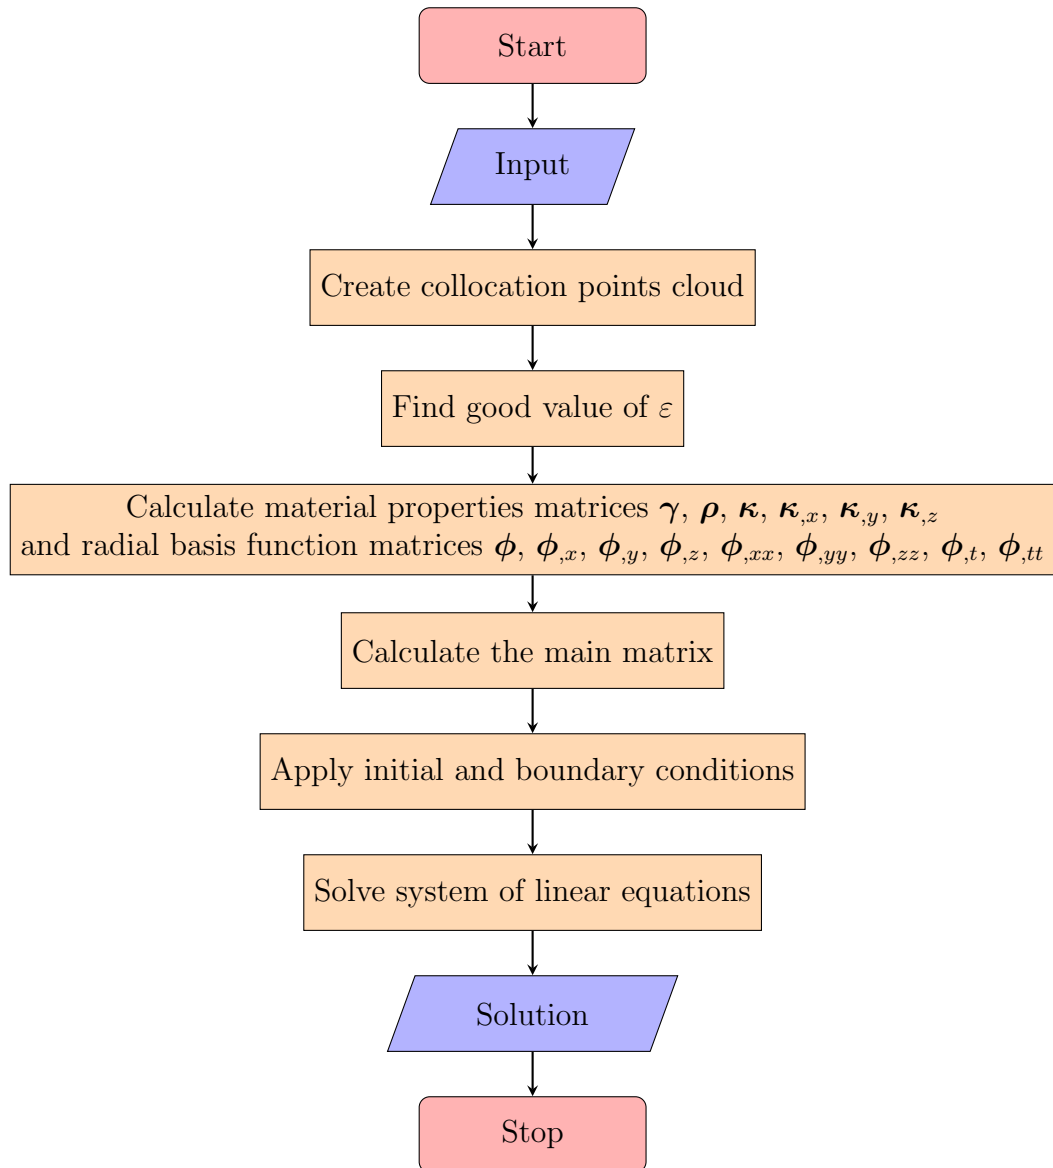 Start
Input
Create collocation points cloud
Find good value of ε
Calculate material properties matrices γ, ρ, κ, κ,x, κ,y, κ,z
and radial basis function matrices ϕ, ϕ,x, ϕ,y, ϕ,z, ϕ,xx, ϕ,yy, ϕ,zz, ϕ,t, ϕ,tt
Calculate the main matrix
Apply initial and boundary conditions
Solve system of linear equations
Solution
Stop